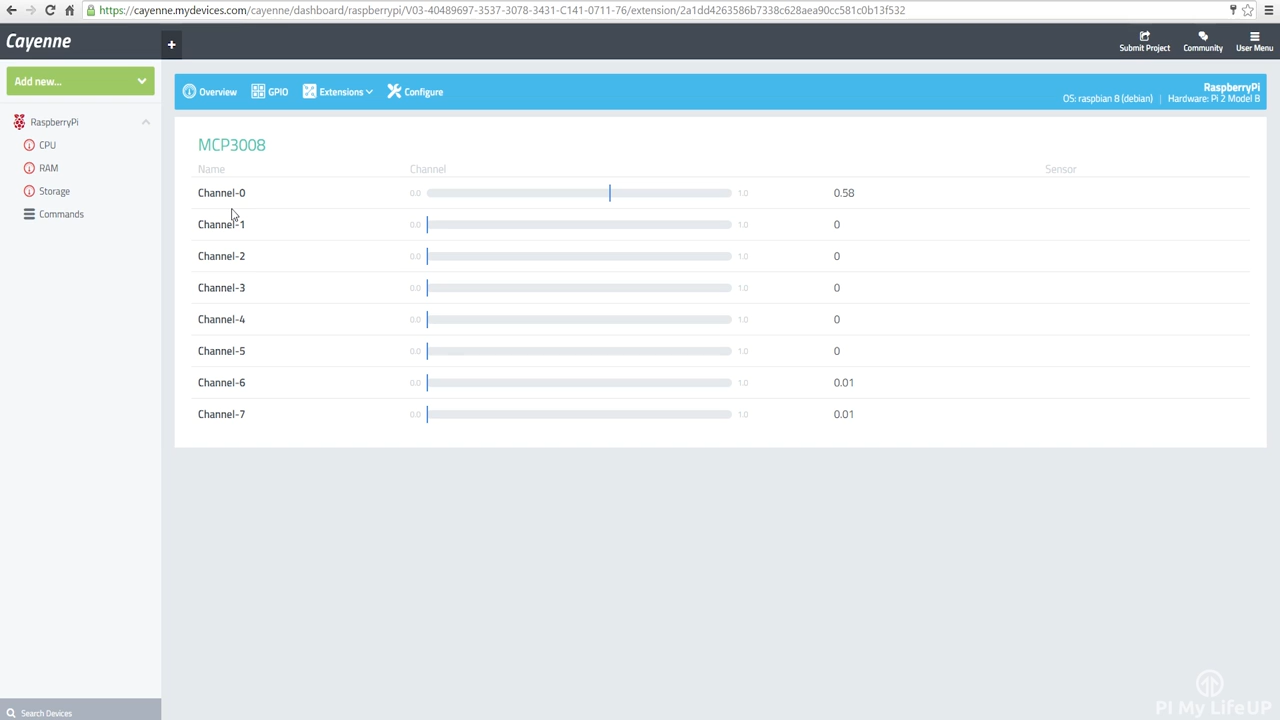 https://cayenne.mydevices.com/cayenne/dashboard/raspberrypi/V03-40489697-3537-3078-3431-C141-0711-76/extension/2a1dd4263586b7338c628aea90cc581c0b13f532
Cayenne
+
Submit Project
Community
User Menu
Add new...
Overview
GPIO
Extensions
Configure
RaspberryPi
OS: raspbian 8 (debian) | Hardware: Pi 2 Model B
RaspberryPi
CPU
RAM
Storage
Commands
MCP3008
Name Channel Sensor
Channel-0 0.0 1.0 0.58
Channel-1 0.0 1.0 0
Channel-2 0.0 1.0 0
Channel-3 0.0 1.0 0
Channel-4 0.0 1.0 0
Channel-5 0.0 1.0 0
Channel-6 0.0 1.0 0.01
Channel-7 0.0 1.0 0.01
Search Devices
PI My LifeUP